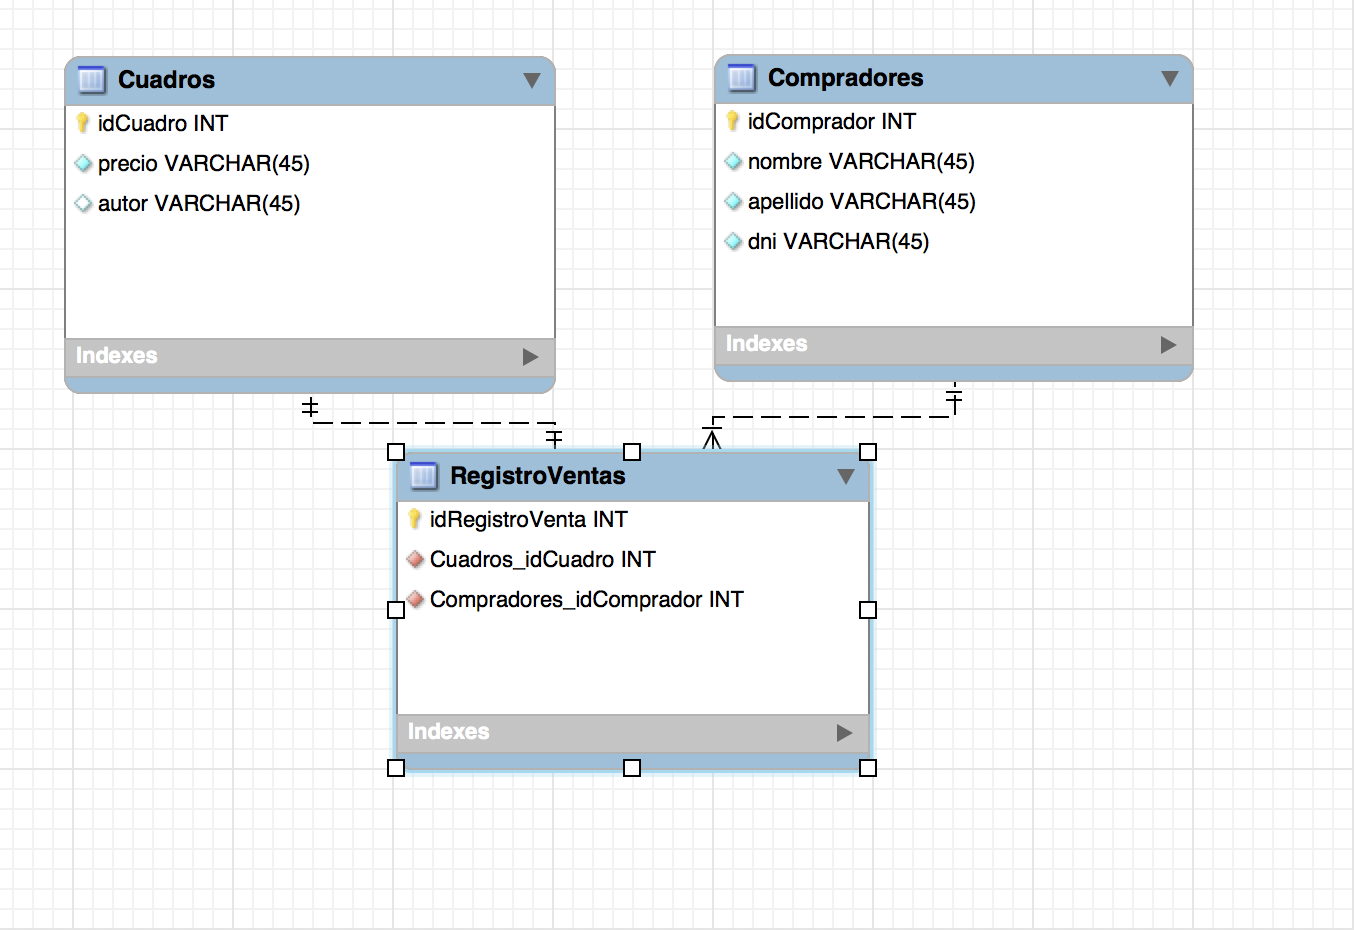 Cuadros
idCuadro INT
precio VARCHAR(45)
autor VARCHAR(45)
Indexes
Compradores
idComprador INT
nombre VARCHAR(45)
apellido VARCHAR(45)
dni VARCHAR(45)
Indexes
RegistroVentas
idRegistroVenta INT
Cuadros_idCuadro INT
Compradores_idComprador INT
Indexes